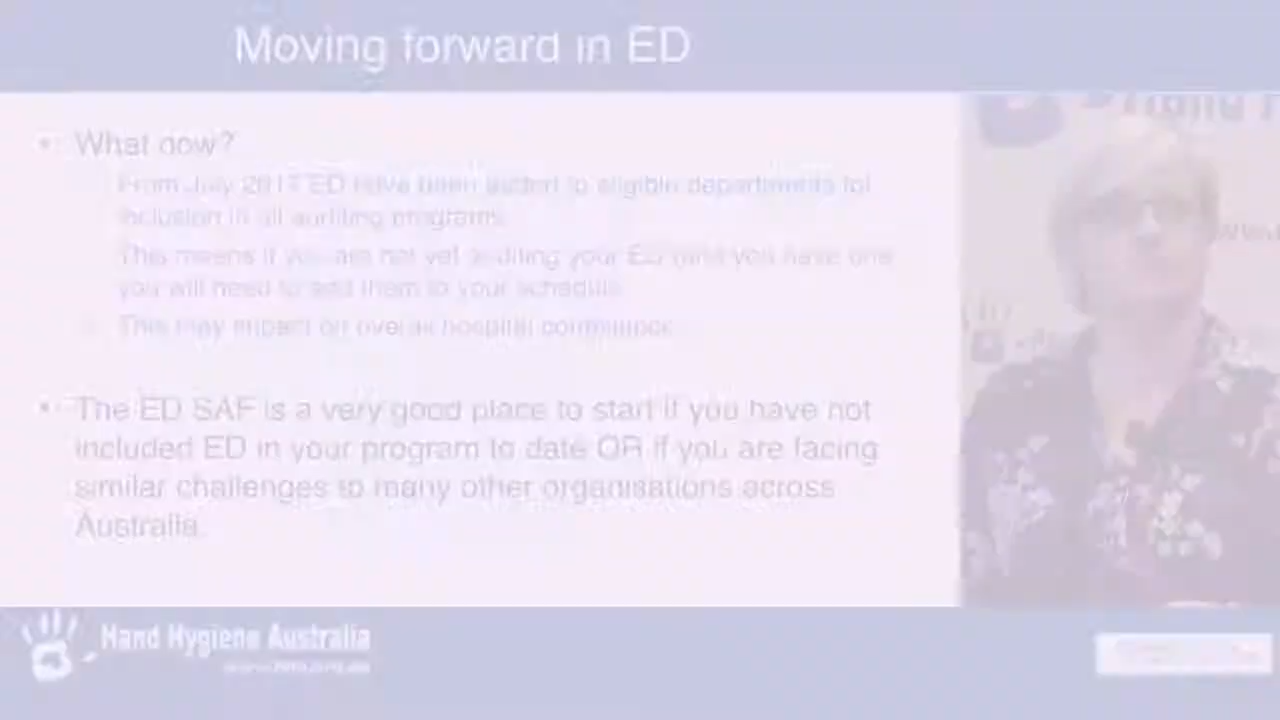 Moving forward in ED
• What now?
From July 2017 ED have been added to eligible departments for
inclusion in all auditing programs.
This means if you are not yet auditing your ED (and you have one
you will need to add them to your schedule
This may impact on overall hospital compliance
• The ED SAF is a very good place to start if you have not
included ED in your program to date OR if you are facing
similar challenges to many other organisations across
Australia.
Hand Hygiene Australia